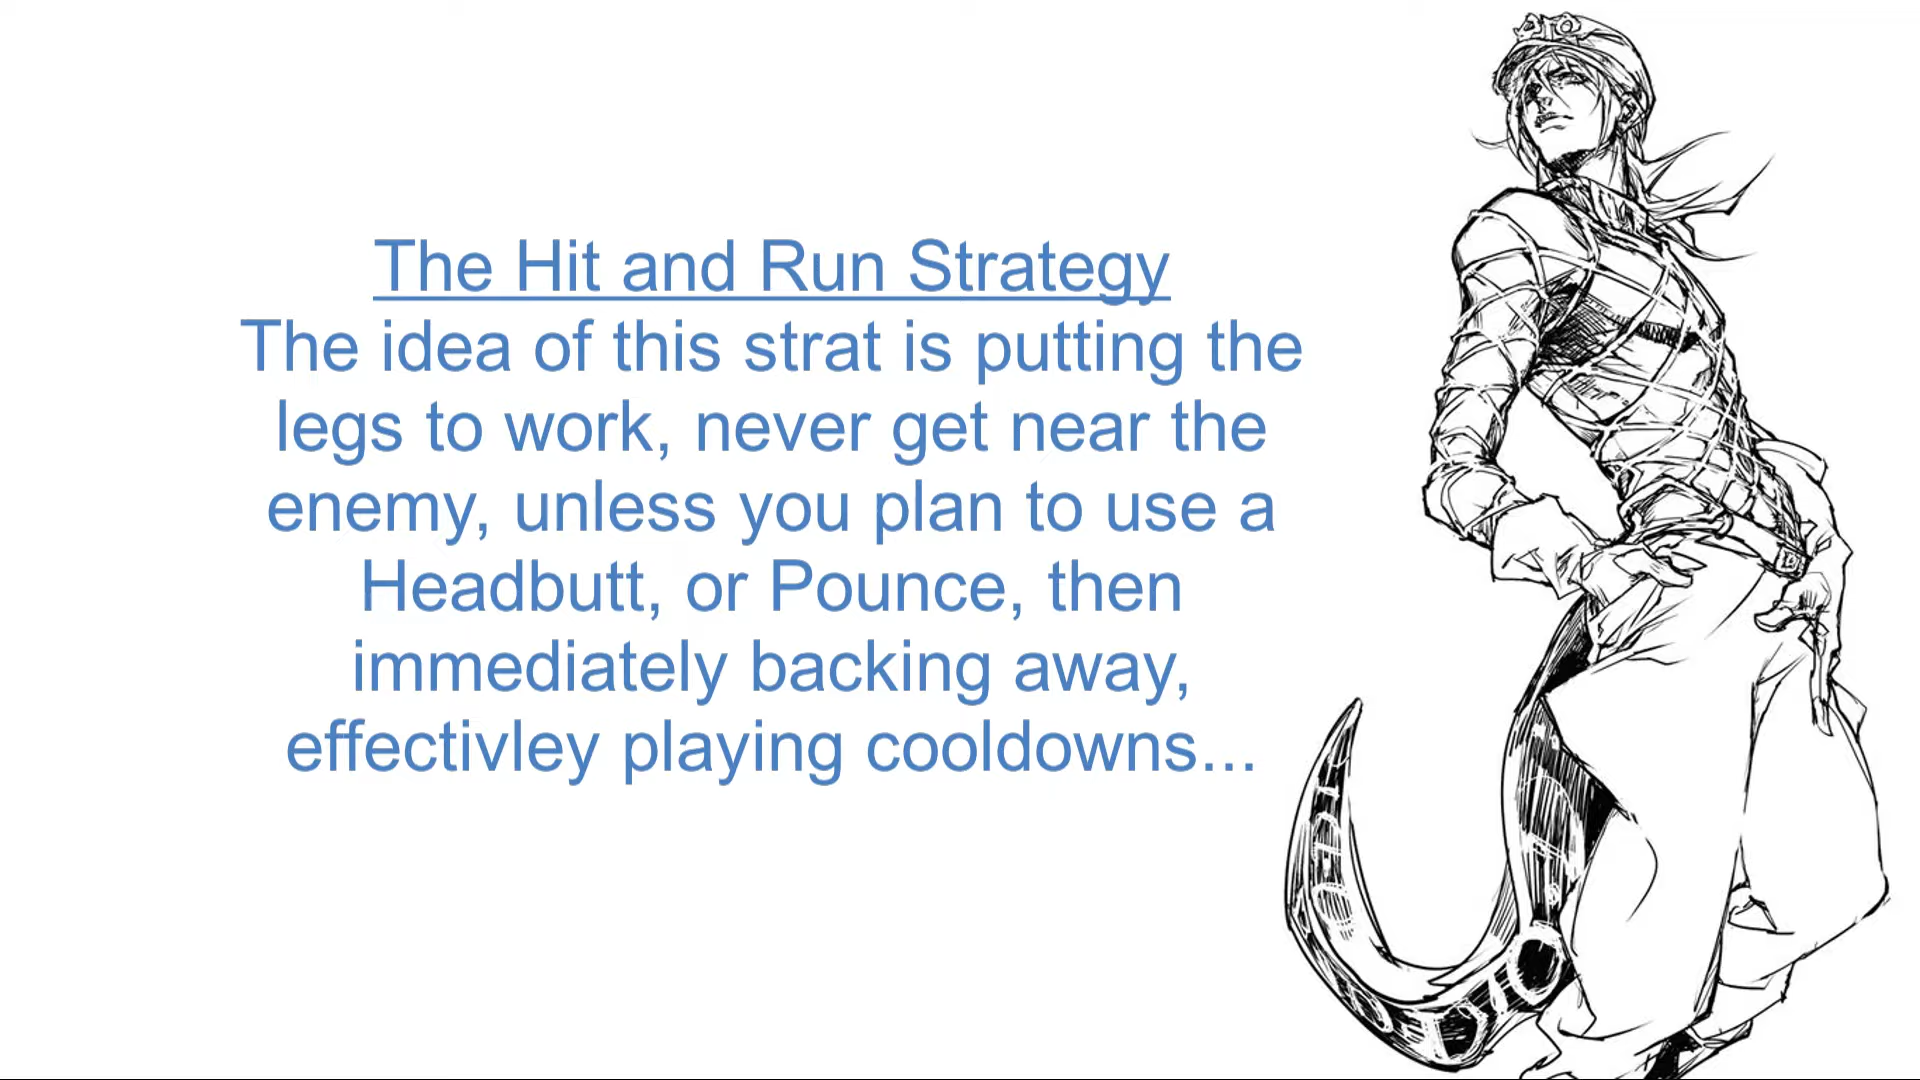 The Hit and Run Strategy
The idea of this strat is putting the
legs to work, never get near the
enemy, unless you plan to use a
Headbutt, or Pounce, then
immediately backing away,
effectivley playing cooldowns...
DIO